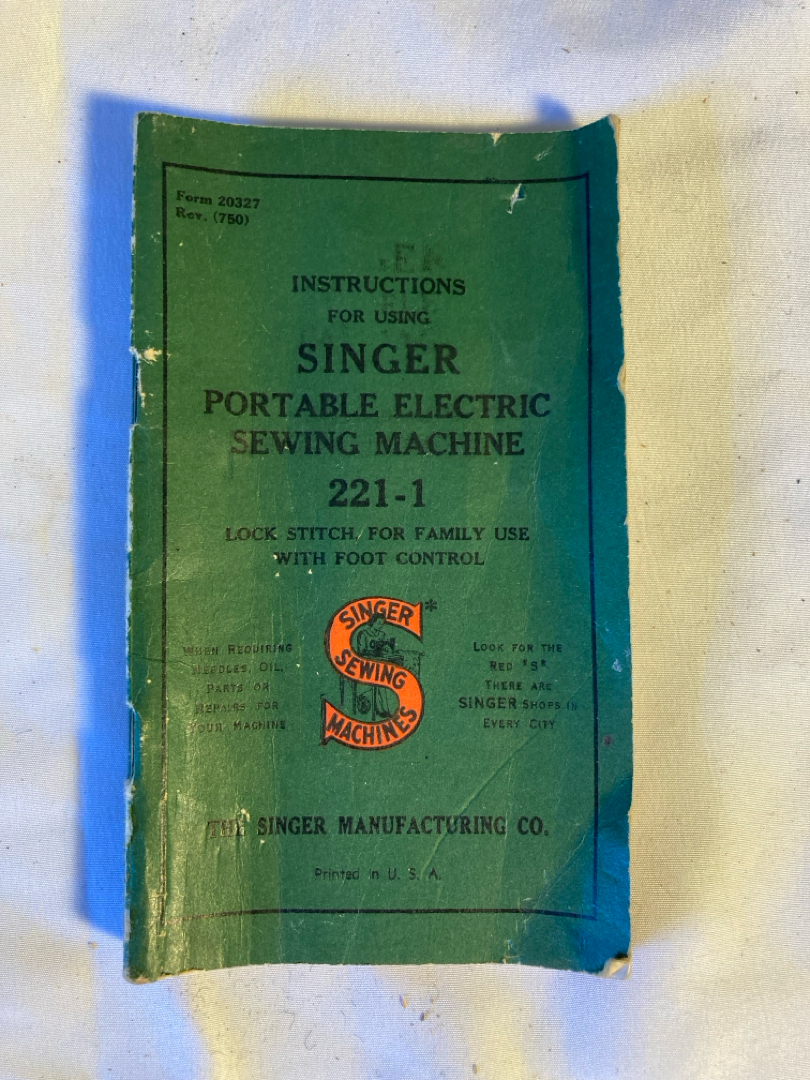 Form 20327
Rev. (750)
INSTRUCTIONS
FOR USING
SINGER
PORTABLE ELECTRIC
SEWING MACHINE
221-1
LOCK STITCH, FOR FAMILY USE
WITH FOOT CONTROL
WHEN REQUIRING
NEEDLES, OIL,
PARTS OR
REPAIRS FOR
YOUR MACHINE
SINGER*
SEWING
MACHINES
LOOK FOR THE
RED "S"
THERE ARE
SINGER SHOPS IN
EVERY CITY
THE SINGER MANUFACTURING CO.
Printed in U. S. A.